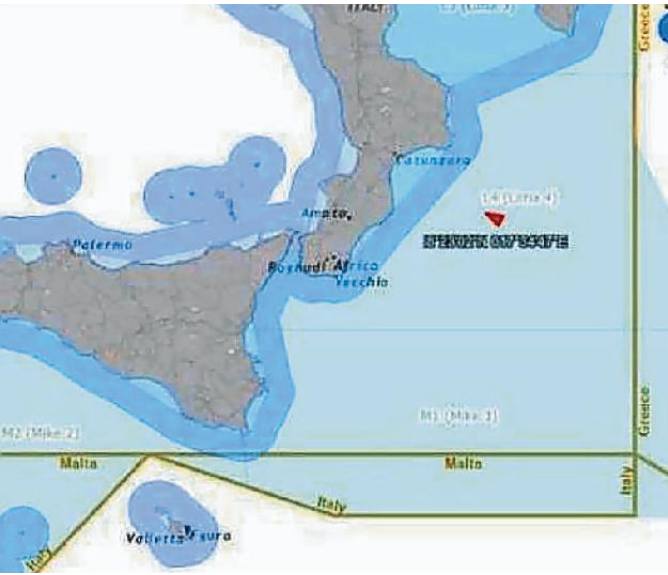 ITALY
Greece
Catanzaro
L4 (Lima 4)
Amato,
Palermo
Africo
Vecchio
Greece
M2 (Mike 2)
M1 (Mike 1)
Malta
Malta
Italy
Italy
Valletta
Italy